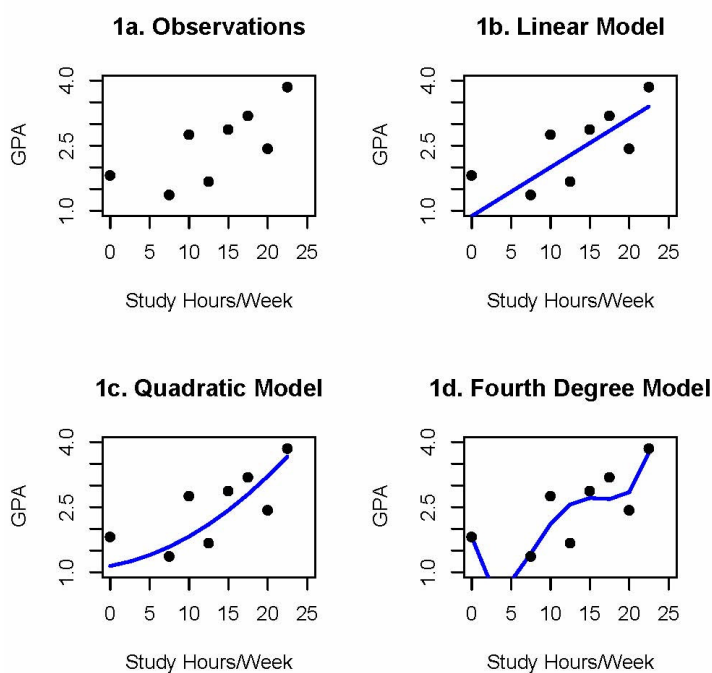 1a. Observations
4.0
2.5
1.0
GPA
0 5 10 15 20 25
Study Hours/Week
1b. Linear Model
4.0
2.5
1.0
GPA
0 5 10 15 20 25
Study Hours/Week
1c. Quadratic Model
4.0
2.5
1.0
GPA
0 5 10 15 20 25
Study Hours/Week
1d. Fourth Degree Model
4.0
2.5
1.0
GPA
0 5 10 15 20 25
Study Hours/Week